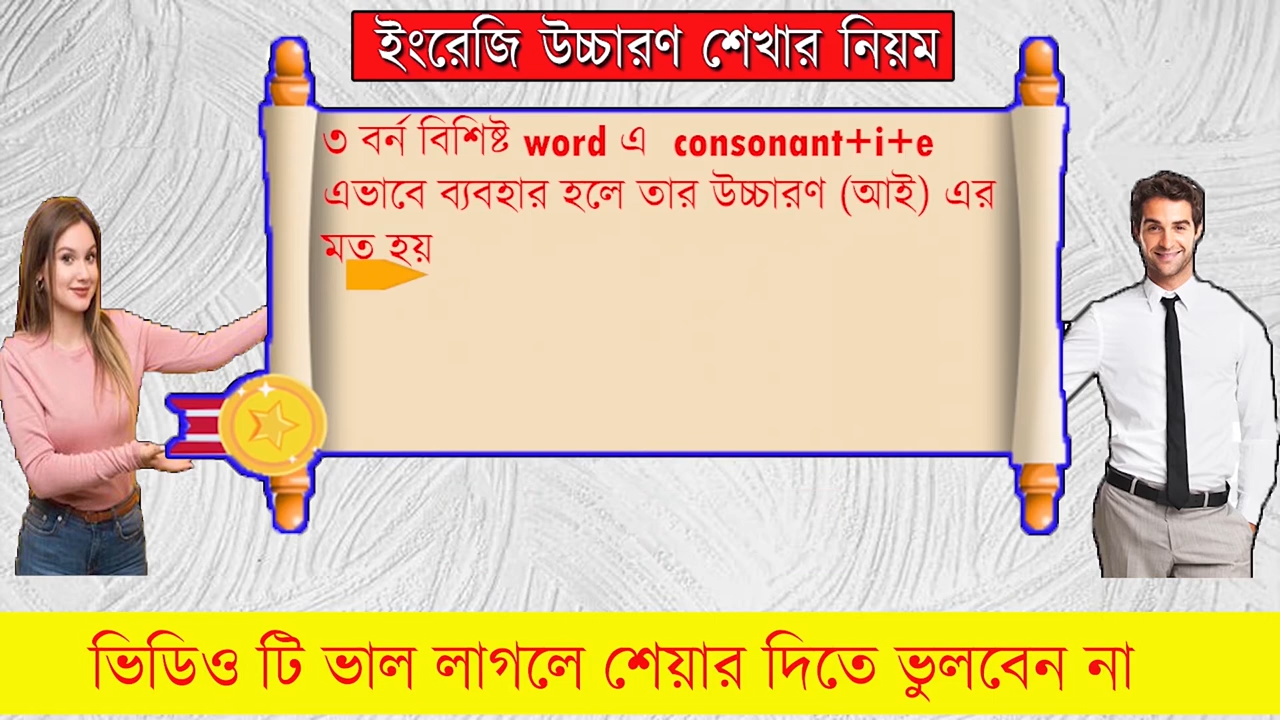 ইংরেজি উচ্চারণ শেখার নিয়ম
৩ বর্ন বিশিষ্ট word এ consonant+i+e
এভাবে ব্যবহার হলে তার উচ্চারণ (আই) এর
মত হয়
ভিডিও টি ভাল লাগলে শেয়ার দিতে ভুলবেন না